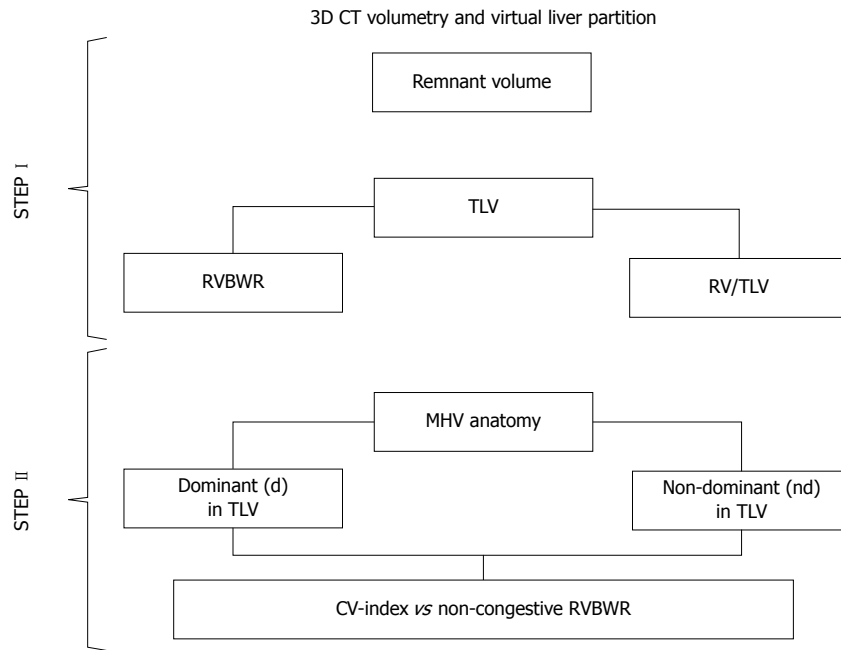 3D CT volumetry and virtual liver partition
STEP Ⅰ
Remnant volume
TLV
RVBWR
RV/TLV
STEP Ⅱ
MHV anatomy
Dominant (d)
in TLV
Non-dominant (nd)
in TLV
CV-index vs non-congestive RVBWR